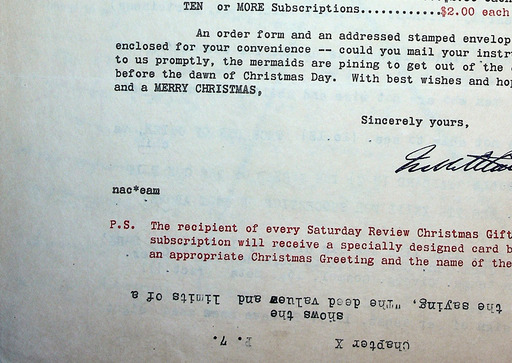 TEN or MORE Subscriptions............$2.00 each
An order form and an addressed stamped envelop
enclosed for your convenience -- could you mail your instr
to us promptly, the mermaids are pining to get out of the
before the dawn of Christmas Day. With best wishes and hop
and a MERRY CHRISTMAS,
Sincerely yours,
nac*eam
P.S. The recipient of every Saturday Review Christmas Gift
subscription will receive a specially designed card b
an appropriate Christmas Greeting and the name of the
P. 7. Chapter X
shows the
the saying, "The deed values and limits of a